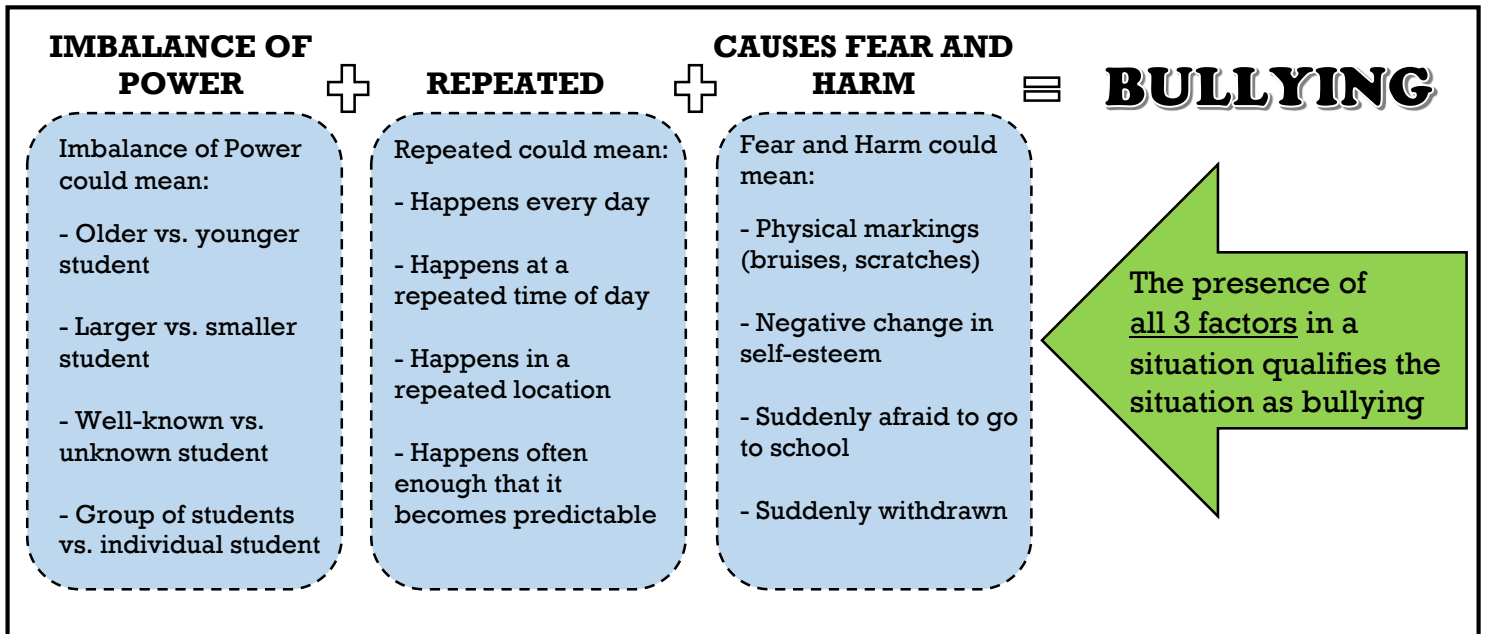 IMBALANCE OF
POWER
REPEATED
CAUSES FEAR AND
HARM
BULLYING
Imbalance of Power
could mean:
- Older vs. younger
student
- Larger vs. smaller
student
- Well-known vs.
unknown student
- Group of students
vs. individual student
Repeated could mean:
- Happens every day
- Happens at a
repeated time of day
- Happens in a
repeated location
- Happens often
enough that it
becomes predictable
Fear and Harm could
mean:
- Physical markings
(bruises, scratches)
- Negative change in
self-esteem
- Suddenly afraid to go
to school
- Suddenly withdrawn
The presence of
all 3 factors in a
situation qualifies the
situation as bullying